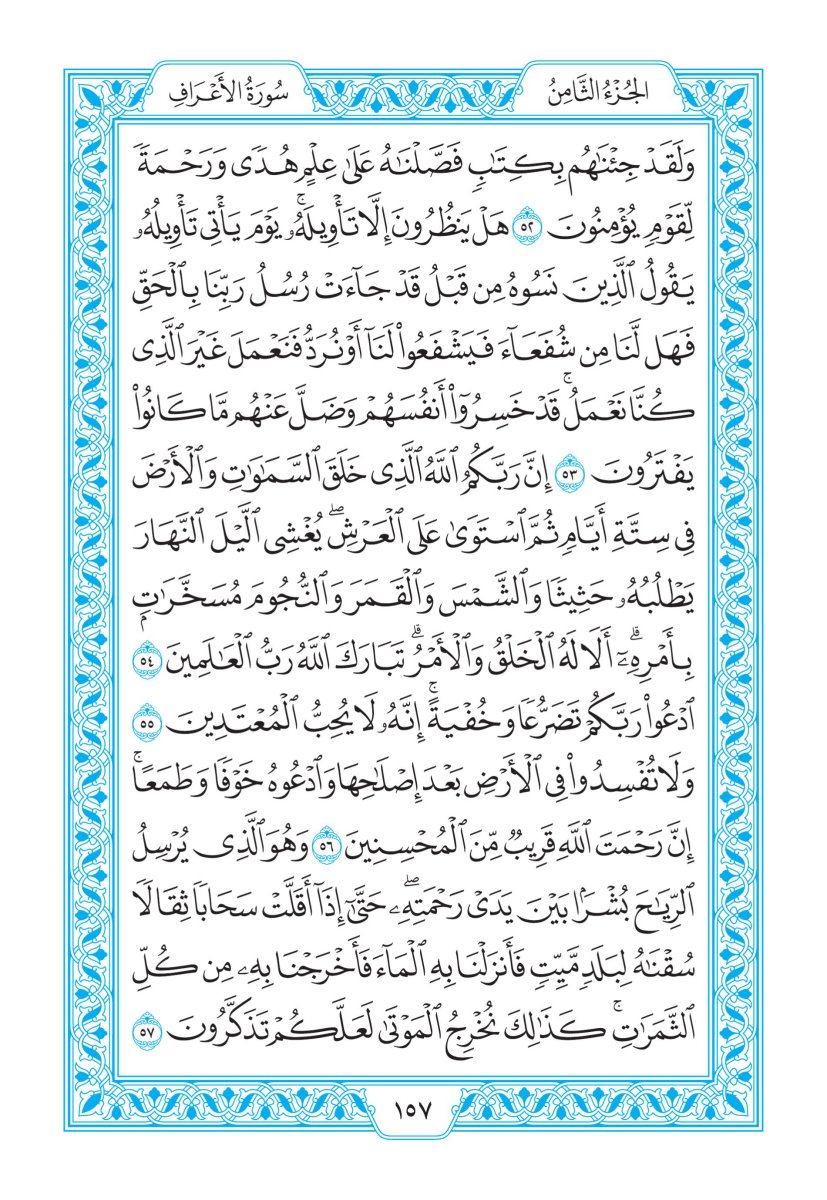 الجُزْءُ الثَّامِنُ
سُورَةُ الأَعْرَافِ
وَلَقَدْ جِئْنَٰهُم بِكِتَٰبٍ فَصَّلْنَٰهُ عَلَىٰ عِلْمٍ هُدًى وَرَحْمَةً
لِّقَوْمٍ يُؤْمِنُونَ ٥٢ هَلْ يَنظُرُونَ إِلَّا تَأْوِيلَهُۥۚ يَوْمَ يَأْتِى تَأْوِيلُهُۥ
يَقُولُ ٱلَّذِينَ نَسُوهُ مِن قَبْلُ قَدْ جَآءَتْ رُسُلُ رَبِّنَا بِٱلْحَقِّ
فَهَل لَّنَا مِن شُفَعَآءَ فَيَشْفَعُوا۟ لَنَآ أَوْ نُرَدُّ فَنَعْمَلَ غَيْرَ ٱلَّذِى
كُنَّا نَعْمَلُۚ قَدْ خَسِرُوٓا۟ أَنفُسَهُمْ وَضَلَّ عَنْهُم مَّا كَانُوا۟
يَفْتَرُونَ ٥٣ إِنَّ رَبَّكُمُ ٱللَّهُ ٱلَّذِى خَلَقَ ٱلسَّمَٰوَٰتِ وَٱلْأَرْضَ
فِى سِتَّةِ أَيَّامٍ ثُمَّ ٱسْتَوَىٰ عَلَى ٱلْعَرْشِۖ يُغْشِى ٱلَّيْلَ ٱلنَّهَارَ
يَطْلُبُهُۥ حَثِيثًا وَٱلشَّمْسَ وَٱلْقَمَرَ وَٱلنُّجُومَ مُسَخَّرَٰتٍۭ
بِأَمْرِهِۦٓۗ أَلَا لَهُ ٱلْخَلْقُ وَٱلْأَمْرُۗ تَبَارَكَ ٱللَّهُ رَبُّ ٱلْعَٰلَمِينَ ٥٤
ٱدْعُوا۟ رَبَّكُمْ تَضَرُّعًا وَخُفْيَةًۚ إِنَّهُۥ لَا يُحِبُّ ٱلْمُعْتَدِينَ ٥٥
وَلَا تُفْسِدُوا۟ فِى ٱلْأَرْضِ بَعْدَ إِصْلَٰحِهَا وَٱدْعُوهُ خَوْفًا وَطَمَعًاۚ
إِنَّ رَحْمَتَ ٱللَّهِ قَرِيبٌ مِّنَ ٱلْمُحْسِنِينَ ٥٦ وَهُوَ ٱلَّذِى يُرْسِلُ
ٱلرِّيَٰحَ بُشْرًۢا بَيْنَ يَدَىْ رَحْمَتِهِۦۖ حَتَّىٰٓ إِذَآ أَقَلَّتْ سَحَابًا ثِقَالًا
سُقْنَٰهُ لِبَلَدٍ مَّيِّتٍ فَأَنزَلْنَا بِهِ ٱلْمَآءَ فَأَخْرَجْنَا بِهِۦ مِن كُلِّ
ٱلثَّمَرَٰتِۚ كَذَٰلِكَ نُخْرِجُ ٱلْمَوْتَىٰ لَعَلَّكُمْ تَذَكَّرُونَ ٥٧
١٥٧